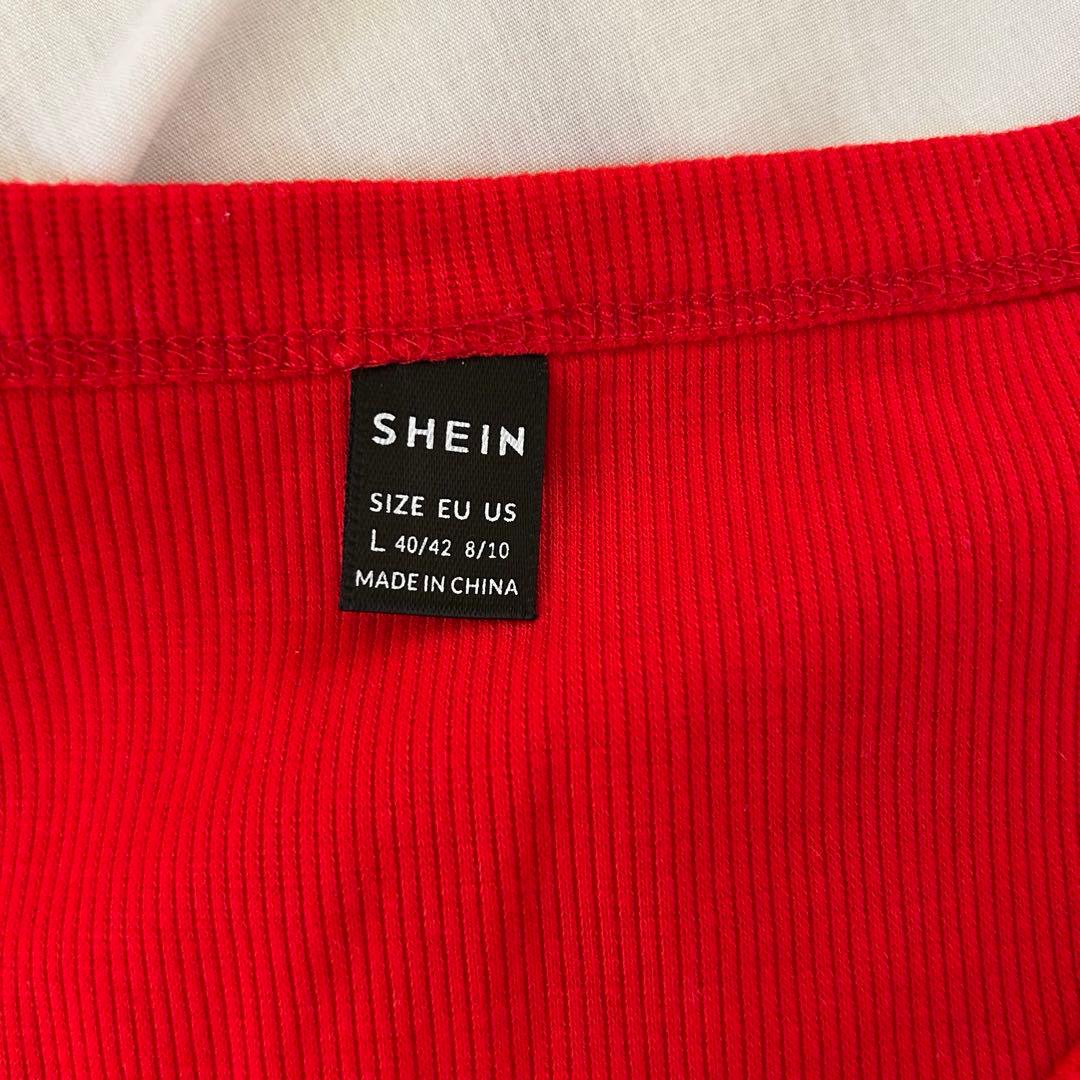 SHEIN
SIZE EU US
L 40/42 8/10
MADE IN CHINA